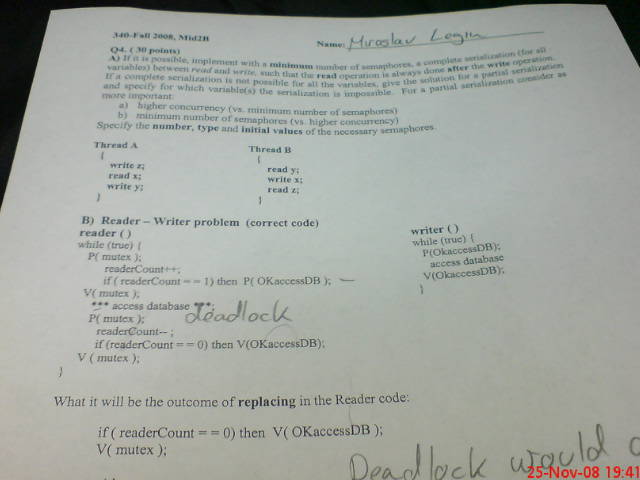 340-Fall 2008, Mid2B
Name: Miroslav Login
Q4. ( 30 points)
A) If it is possible, implement with a minimum number of semaphores, a complete serialization (for all
variables) between read and write, such that the read operation is always done after the write operation.
If a complete serialization is not possible for all the variables, give the solution for a partial serialization
and specify for which variable(s) the serialization is impossible. For a partial serialization consider as
more important:
a) higher concurrency (vs. minimum number of semaphores)
b) minimum number of semaphores (vs. higher concurrency)
Specify the number, type and initial values of the necessary semaphores.
Thread A
{
write z;
read x;
write y;
}
Thread B
{
read y;
write x;
read z;
}
B) Reader – Writer problem (correct code)
reader ()
while (true) {
P( mutex );
readerCount++;
if ( readerCount = = 1) then P( OKaccessDB );
V( mutex );
*** access database ***;
deadlock
P( mutex );
readerCount-- ;
if (readerCount = = 0) then V(OKaccessDB);
V ( mutex );
}
writer ()
while (true) {
P(OkaccessDB);
access database
V(OkaccessDB);
}
What it will be the outcome of replacing in the Reader code:
if ( readerCount = = 0) then V( OKaccessDB );
V( mutex );
Deadlock would
25-Nov-08 19:41